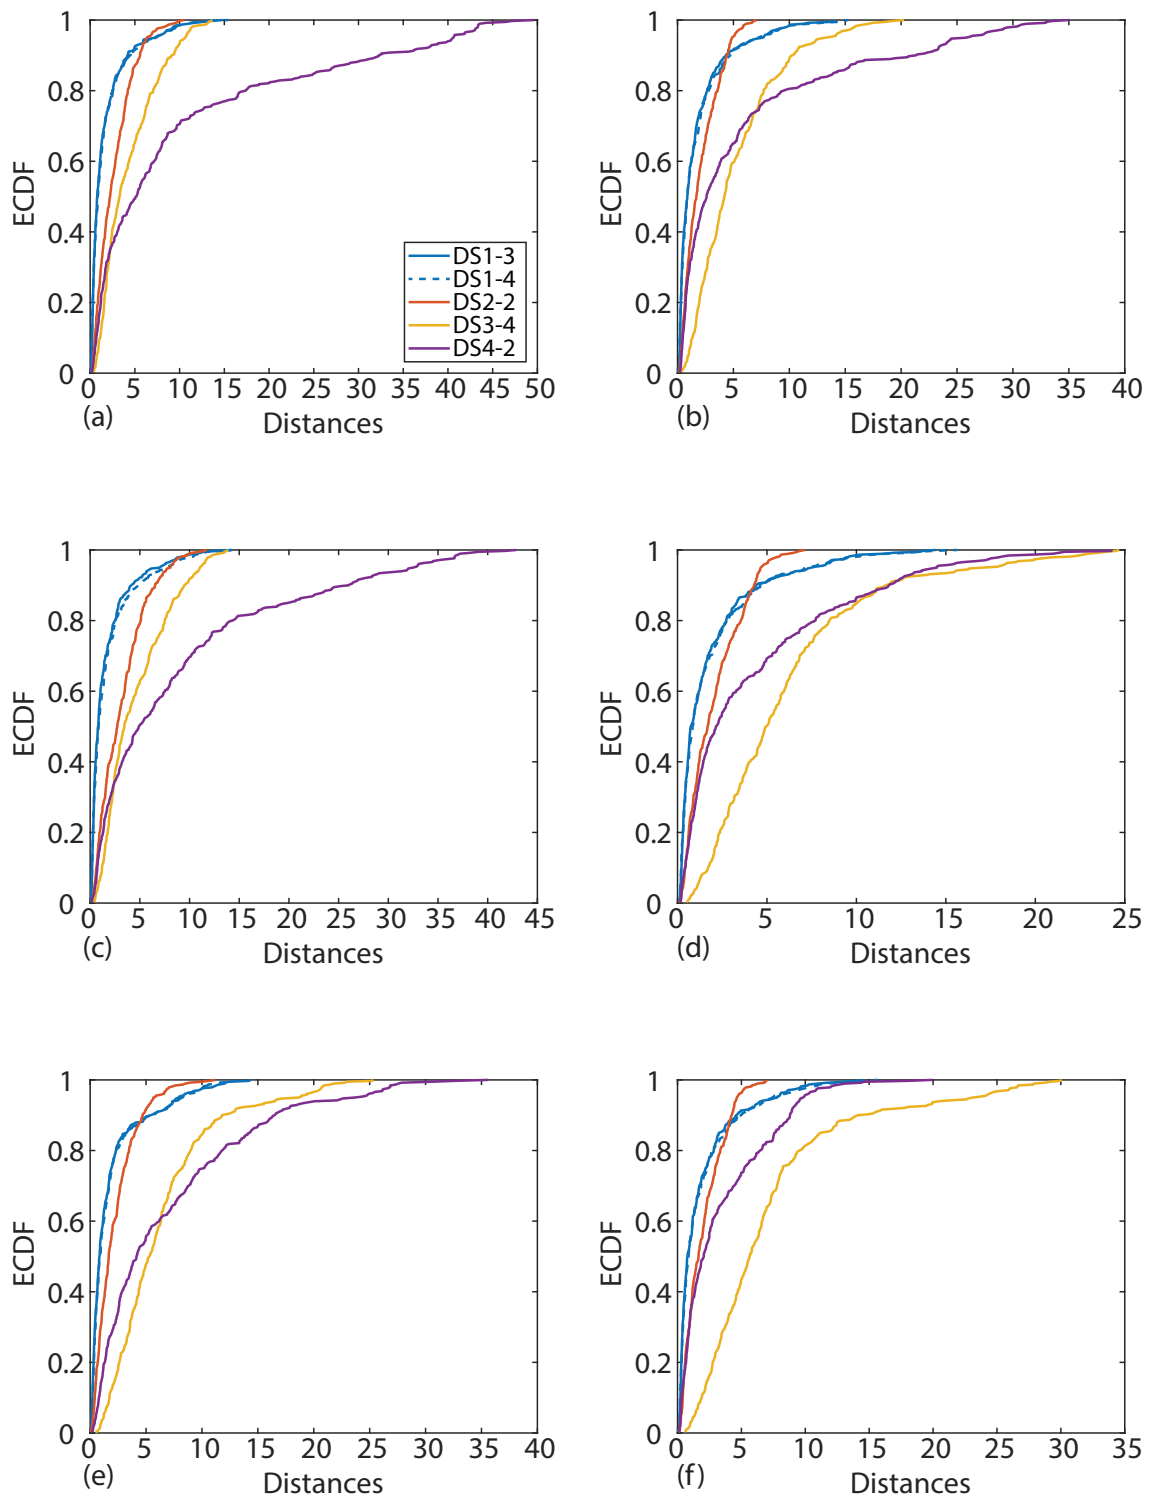 1
0.8
0.6
0.4
0.2
0
ECDF
DS1-3
DS1-4
DS2-2
DS3-4
DS4-2
0 5 10 15 20 25 30 35 40 45 50
(a) Distances
1
0.8
0.6
0.4
0.2
0
ECDF
0 5 10 15 20 25 30 35 40
(b) Distances
1
0.8
0.6
0.4
0.2
0
ECDF
0 5 10 15 20 25 30 35 40 45
(c) Distances
1
0.8
0.6
0.4
0.2
0
ECDF
0 5 10 15 20 25
(d) Distances
1
0.8
0.6
0.4
0.2
0
ECDF
0 5 10 15 20 25 30 35 40
(e) Distances
1
0.8
0.6
0.4
0.2
0
ECDF
0 5 10 15 20 25 30 35
(f) Distances